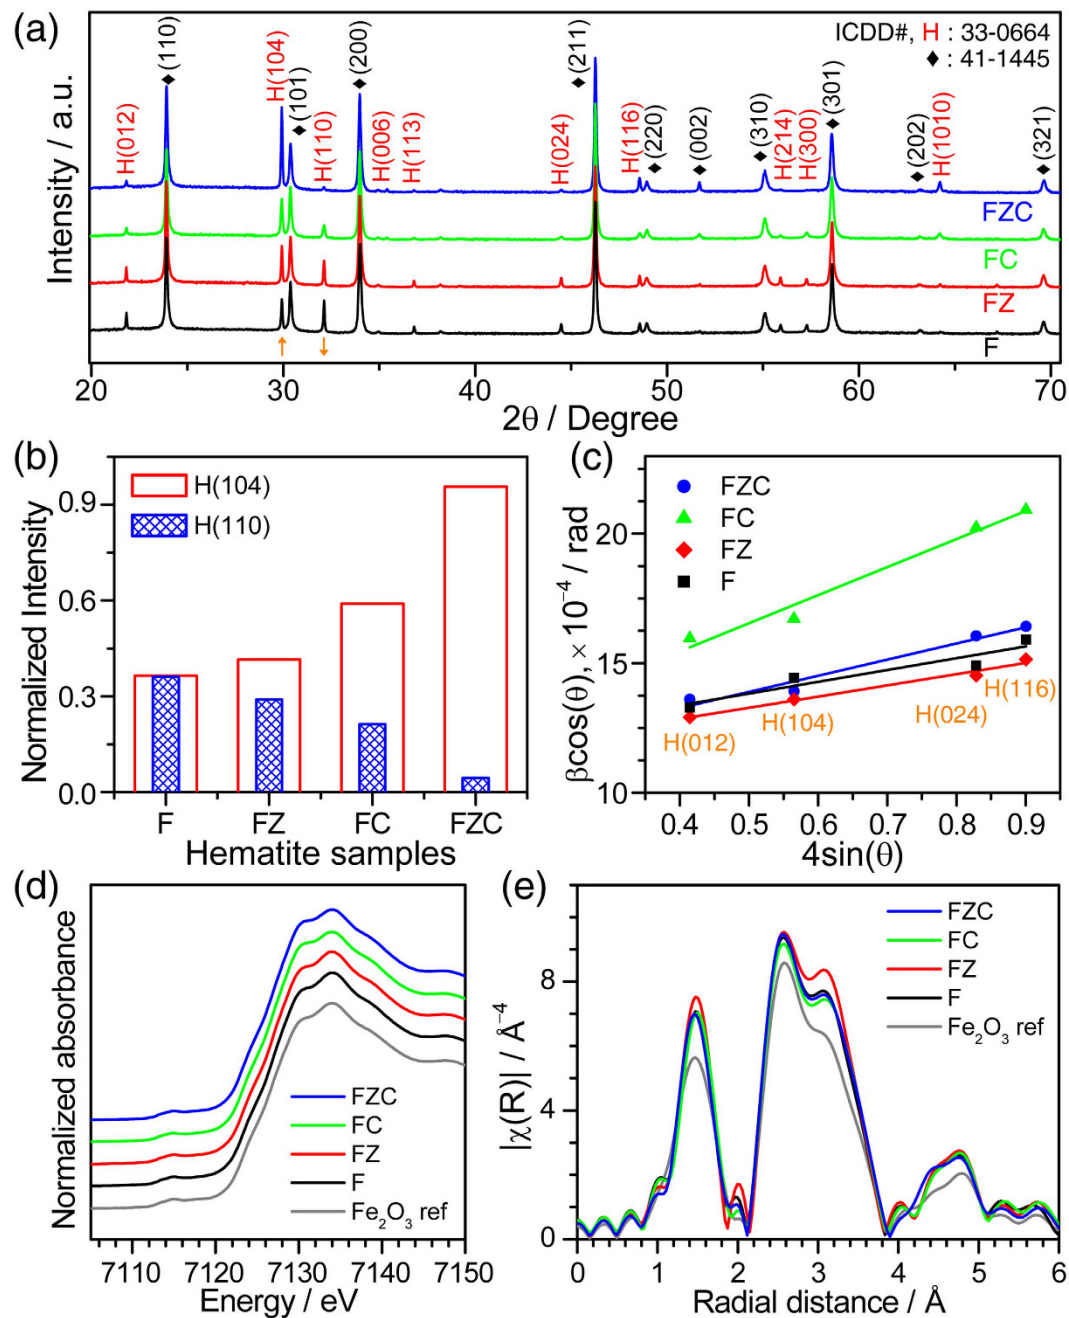 (a)
Intensity / a.u.
ICDD#, H : 33-0664
♦ : 41-1445
H(012)
♦(110)
H(104)
♦(101)
H(110)
♦(200)
H(006)
H(113)
H(024)
♦(211)
H(116)
♦(220)
♦(002)
♦(310)
H(214)
H(300)
♦(301)
♦(202)
H(1010)
♦(321)
FZC
FC
FZ
F
20 30 40 50 60 70
2θ / Degree
(b)
Normalized Intensity
H(104)
H(110)
0.9
0.6
0.3
0.0
F FZ FC FZC
Hematite samples
(c)
βcos(θ), × 10⁻⁴ / rad
FZC
FC
FZ
F
20
15
10
H(012)
H(104)
H(024)
H(116)
0.4 0.5 0.6 0.7 0.8 0.9
4sin(θ)
(d)
Normalized absorbance
FZC
FC
FZ
F
Fe₂O₃ ref
7110 7120 7130 7140 7150
Energy / eV
(e)
|χ(R)| / Å⁻⁴
FZC
FC
FZ
F
Fe₂O₃ ref
8
4
0
0 1 2 3 4 5 6
Radial distance / Å